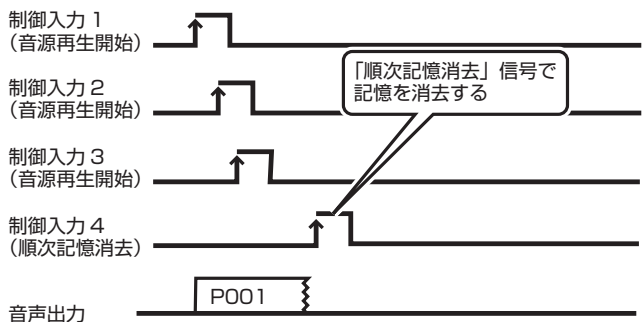 制御入力 1
（音源再生開始）
制御入力 2
（音源再生開始）
「順次記憶消去」信号で
記憶を消去する
制御入力 3
（音源再生開始）
制御入力 4
（順次記憶消去）
P001
音声出力